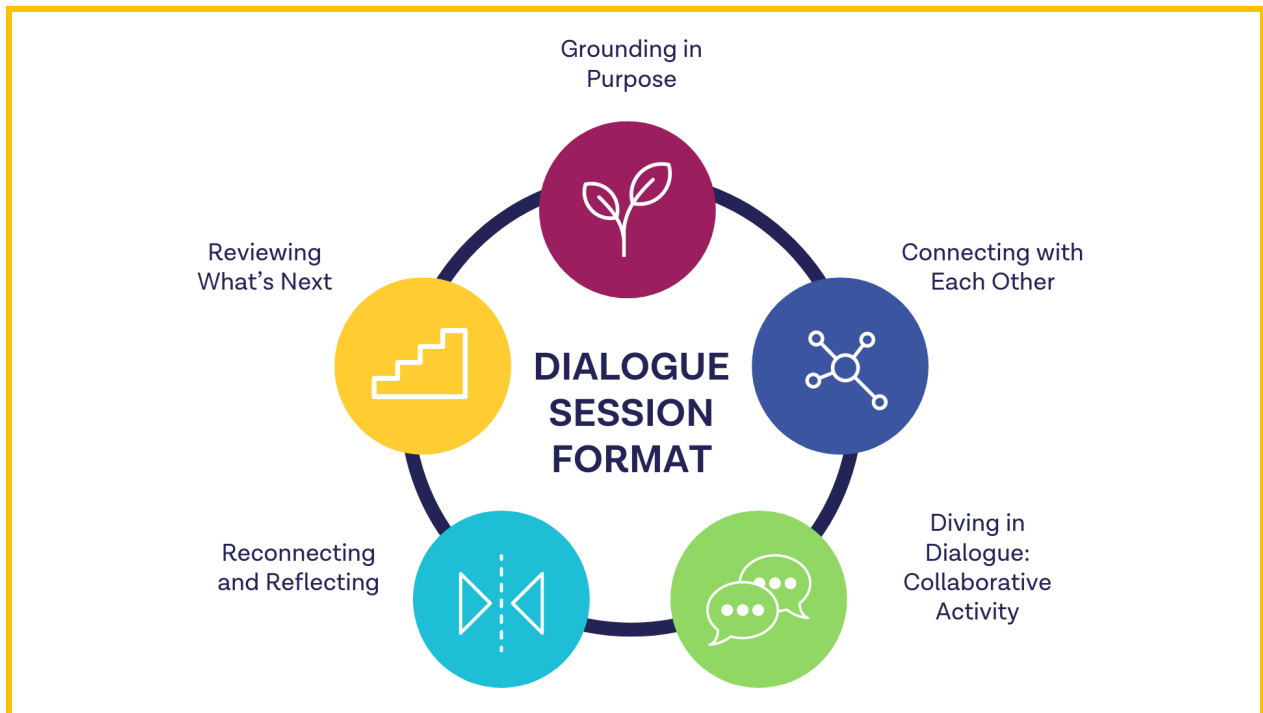 Grounding in
Purpose
Reviewing
What's Next
Connecting with
Each Other
DIALOGUE
SESSION
FORMAT
Diving in
Dialogue:
Collaborative
Activity
Reconnecting
and Reflecting